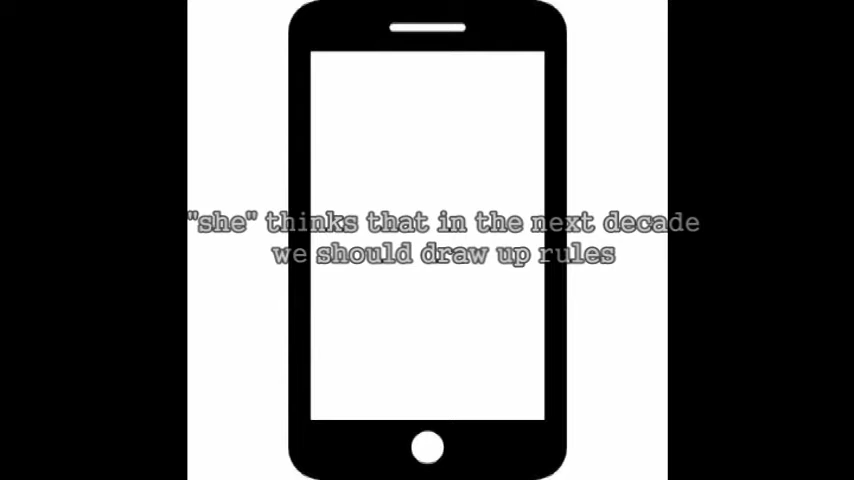 "she" thinks that in the next decade
we should draw up rules